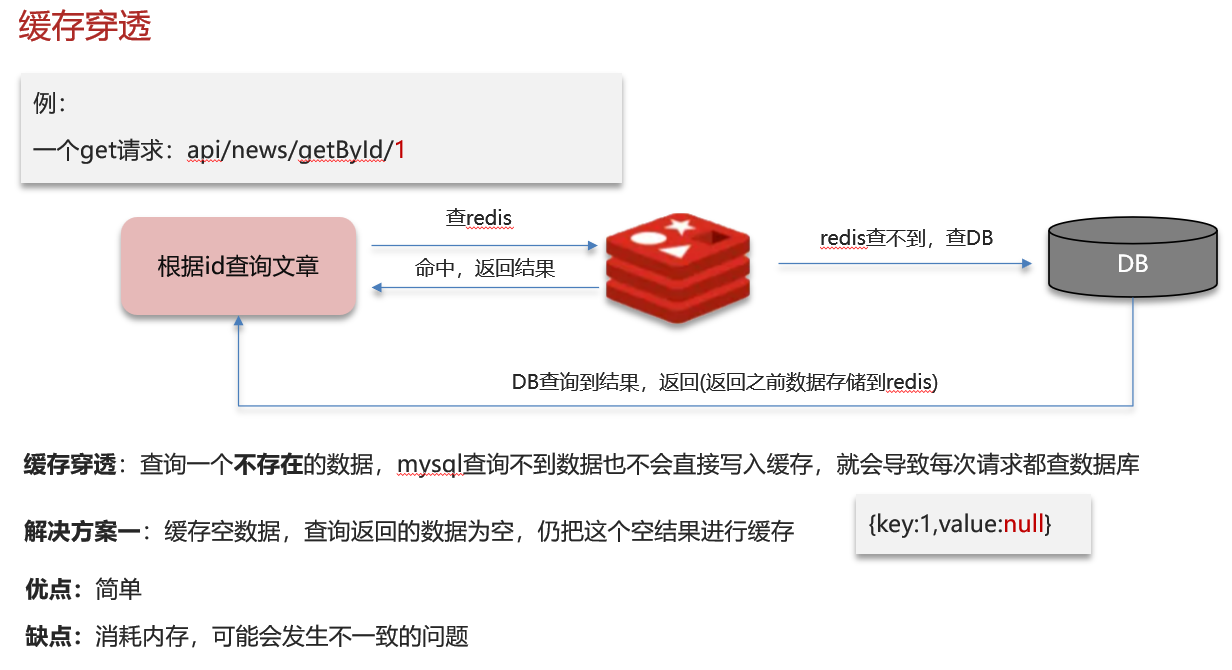 缓存穿透
例：
一个get请求：api/news/getById/1
查redis
命中，返回结果
根据id查询文章
redis查不到，查DB
DB
DB查询到结果，返回(返回之前数据存储到redis)
缓存穿透：查询一个不存在的数据，mysql查询不到数据也不会直接写入缓存，就会导致每次请求都查数据库
解决方案一：缓存空数据，查询返回的数据为空，仍把这个空结果进行缓存
{key:1,value:null}
优点：简单
缺点：消耗内存，可能会发生不一致的问题